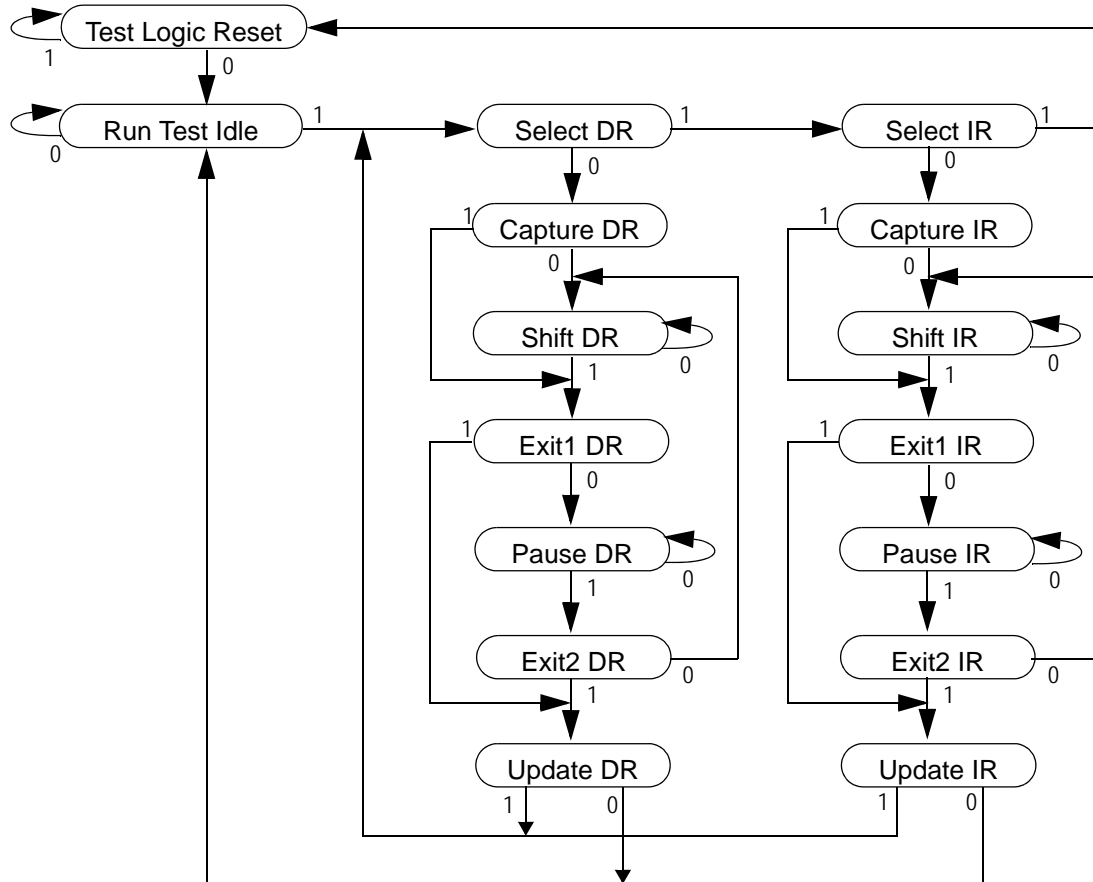 Test Logic Reset
1
0
Run Test Idle
1
Select DR
1
Select IR
1
0
0
0
1
Capture DR
1
Capture IR
0
0
Shift DR
Shift IR
0
0
1
1
1
Exit1 DR
1
Exit1 IR
0
0
Pause DR
Pause IR
0
0
1
1
Exit2 DR
Exit2 IR
0
0
1
1
Update DR
Update IR
1
0
1
0